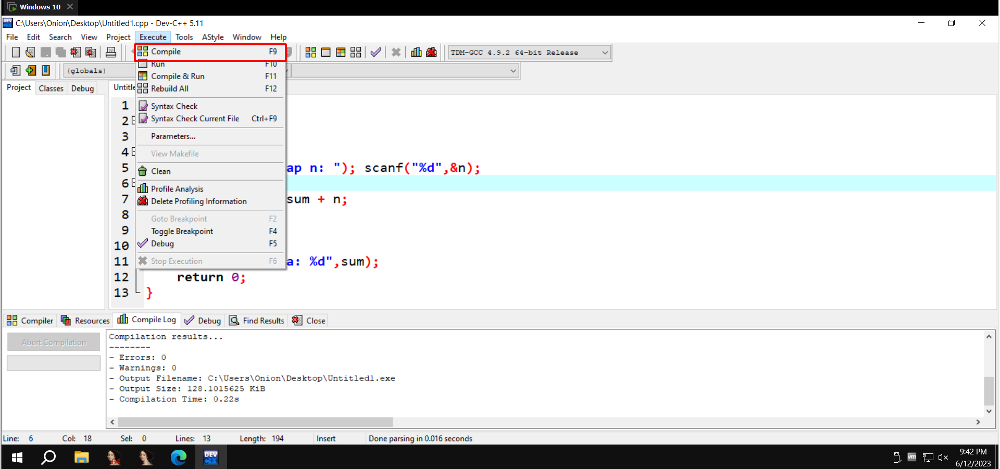 Windows 10
C:\Users\Onion\Desktop\Untitled1.cpp - Dev-C++ 5.11
File Edit Search View Project Execute Tools AStyle Window Help
TDM-GCC 4.9.2 64-bit Release
(globals)
Compile F9
Run F10
Compile & Run F11
Rebuild All F12
Syntax Check
Syntax Check Current File Ctrl+F9
Parameters...
View Makefile
Clean
Profile Analysis
Delete Profiling Information
Goto Breakpoint F2
Toggle Breakpoint F4
Debug F5
Stop Execution F6
Project Classes Debug
Untitle
1
2
3
4
5 ap n: "); scanf("%d",&n);
6
7 sum + n;
8
9
10
11 a: %d",sum);
12 return 0;
13 }
Compiler Resources Compile Log Debug Find Results Close
Abort Compilation
Compilation results...
--------
- Errors: 0
- Warnings: 0
- Output Filename: C:\Users\Onion\Desktop\Untitled1.exe
- Output Size: 128.1015625 KiB
- Compilation Time: 0.22s
Line: 6 Col: 18 Sel: 0 Lines: 13 Length: 194 Insert Done parsing in 0.016 seconds
64
DEV
C++
vm
9:42 PM
6/12/2023